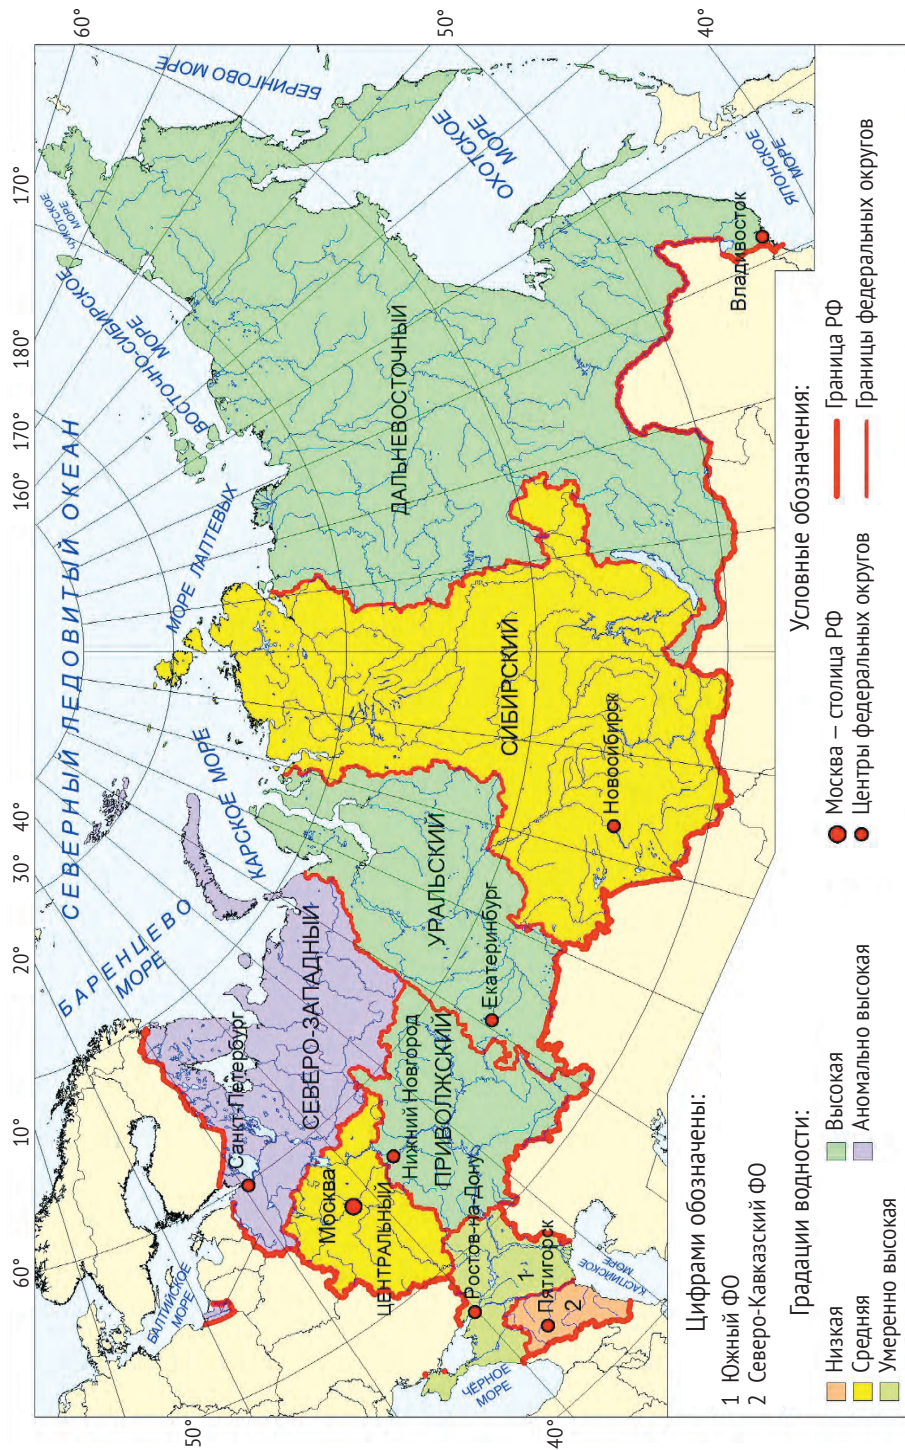 60°
50°
40°
170°
180°
170°
160°
40°
30°
20°
10°
60°
50°
40°
СЕВЕРНЫЙ ЛЕДОВИТЫЙ ОКЕАН
БАРЕНЦЕВО
МОРЕ
КАРСКОЕ МОРЕ
МОРЕ ЛАПТЕВЫХ
ВОСТОЧНО-СИБИРСКОЕ
МОРЕ
ЧУКОТСКОЕ
МОРЕ
БЕРИНГОВО МОРЕ
ОХОТСКОЕ
МОРЕ
ЯПОНСКОЕ
МОРЕ
БАЛТИЙСКОЕ
МОРЕ
ЧЁРНОЕ
МОРЕ
КАСПИЙСКОЕ
МОРЕ
Санкт-Петербург
СЕВЕРО-ЗАПАДНЫЙ
Москва
ЦЕНТРАЛЬНЫЙ
Нижний Новгород
ПРИВОЛЖСКИЙ
Ростов-на-Дону
1
Пятигорск
2
Екатеринбург
УРАЛЬСКИЙ
Новосибирск
СИБИРСКИЙ
ДАЛЬНЕВОСТОЧНЫЙ
Владивосток
Цифрами обозначены:
1 Южный ФО
2 Северо-Кавказский ФО
Градации водности:
Низкая
Средняя
Умеренно высокая
Высокая
Аномально высокая
Условные обозначения:
Москва – столица РФ
Центры федеральных округов
Граница РФ
Границы федеральных округов